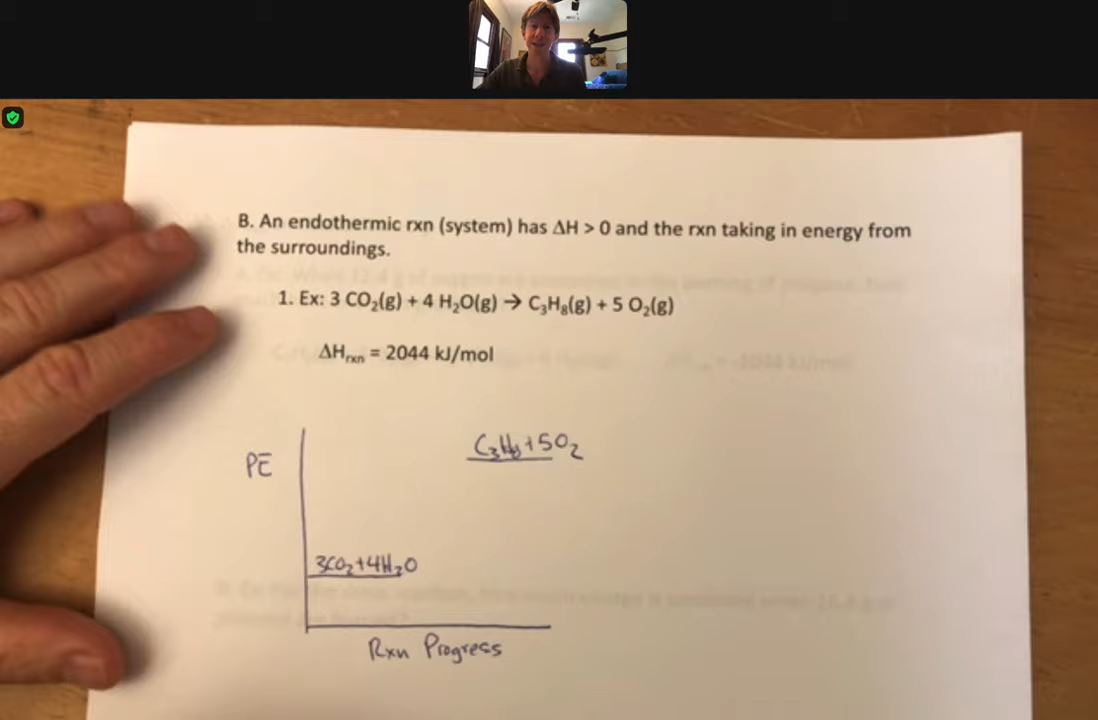 B. An endothermic rxn (system) has ΔH > 0 and the rxn taking in energy from
the surroundings.
1. Ex: 3 CO₂(g) + 4 H₂O(g) → C₃H₈(g) + 5 O₂(g)
ΔHᵣₓₙ = 2044 kJ/mol
C₃H₈+5O₂
PE
3CO₂+4H₂O
Rxn Progress